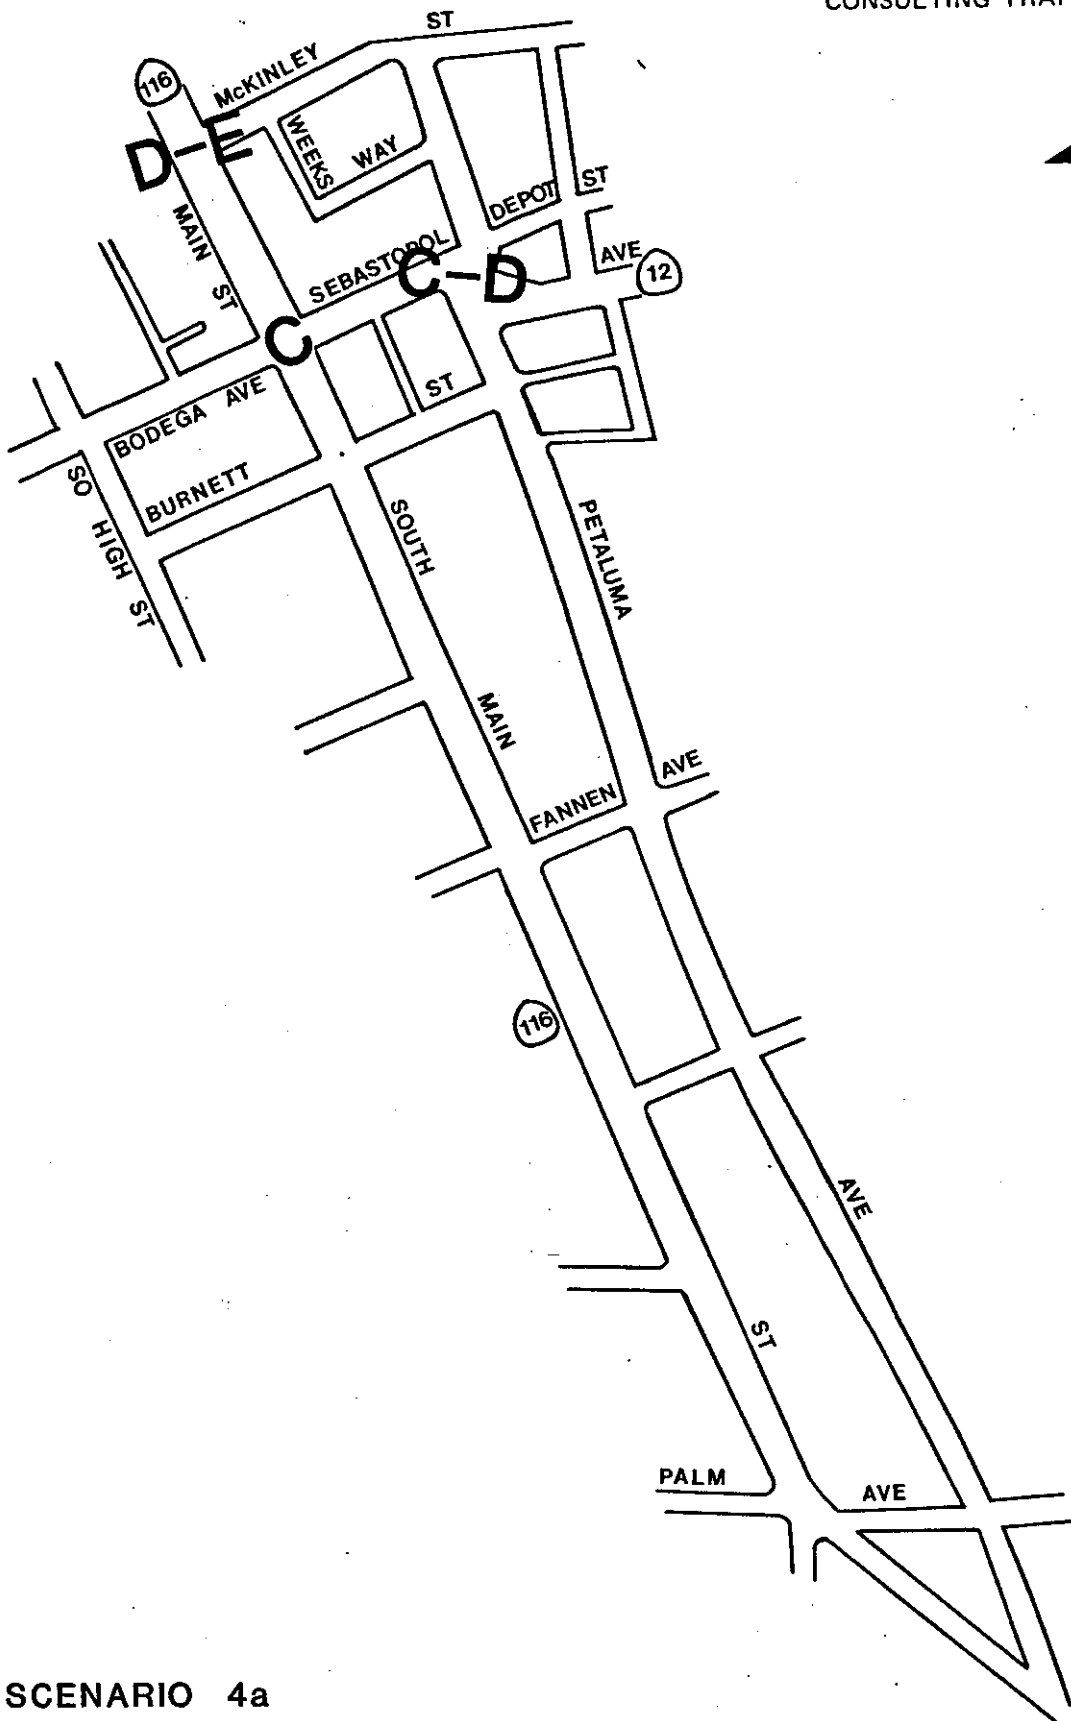 CONSULTING
ST
McKINLEY
116
D-E
WEEKS
WAY
MAIN
ST
DEPOT
ST
SEBASTOPOL
AVE
12
C-D
C
BODEGA AVE
ST
BURNETT
SO HIGH ST
SOUTH
PETALUMA
MAIN
AVE
FANNEN
116
AVE
ST
PALM
AVE
SCENARIO 4a